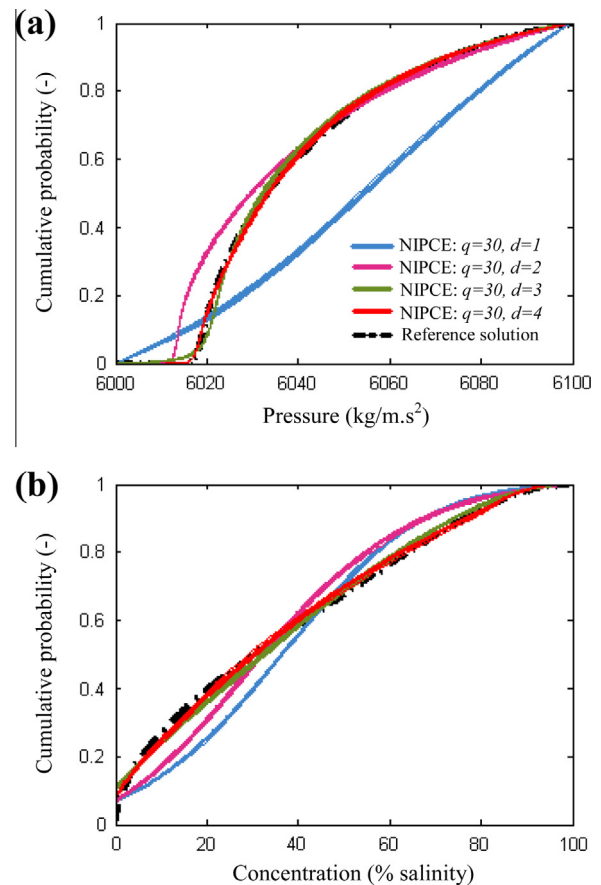 (a)
Cumulative probability (-)
1
0.8
0.6
0.4
0.2
0
NIPCE: q=30, d=1
NIPCE: q=30, d=2
NIPCE: q=30, d=3
NIPCE: q=30, d=4
Reference solution
6000 6020 6040 6060 6080 6100
Pressure (kg/m.s²)
(b)
Cumulative probability (-)
1
0.8
0.6
0.4
0.2
0
0 20 40 60 80 100
Concentration (% salinity)